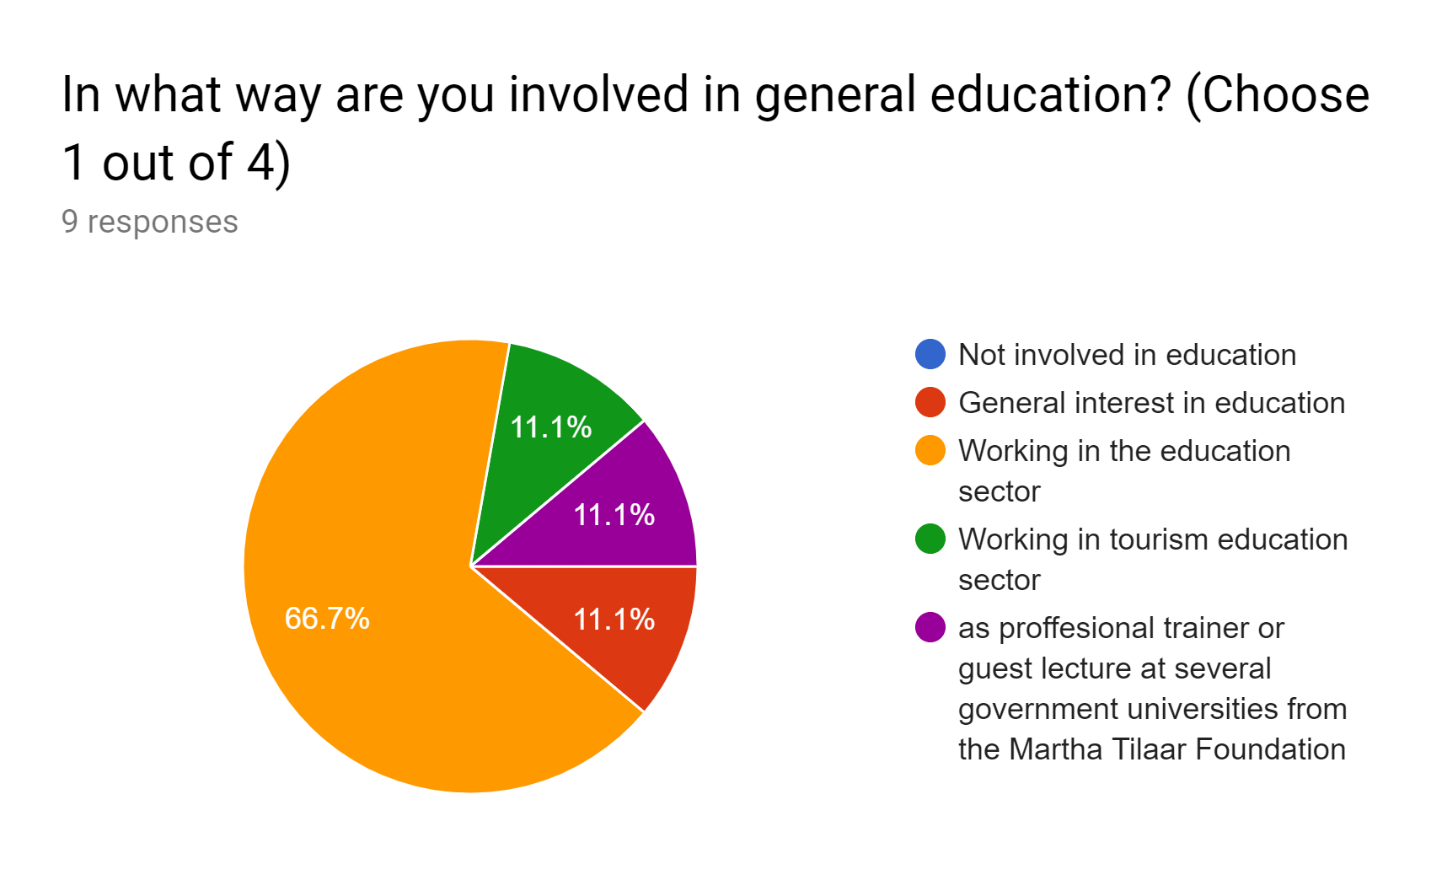 In what way are you involved in general education? (Choose
1 out of 4)
9 responses
11.1%
11.1%
66.7%
11.1%
Not involved in education
General interest in education
Working in the education
sector
Working in tourism education
sector
as proffesional trainer or
guest lecture at several
government universities from
the Martha Tilaar Foundation